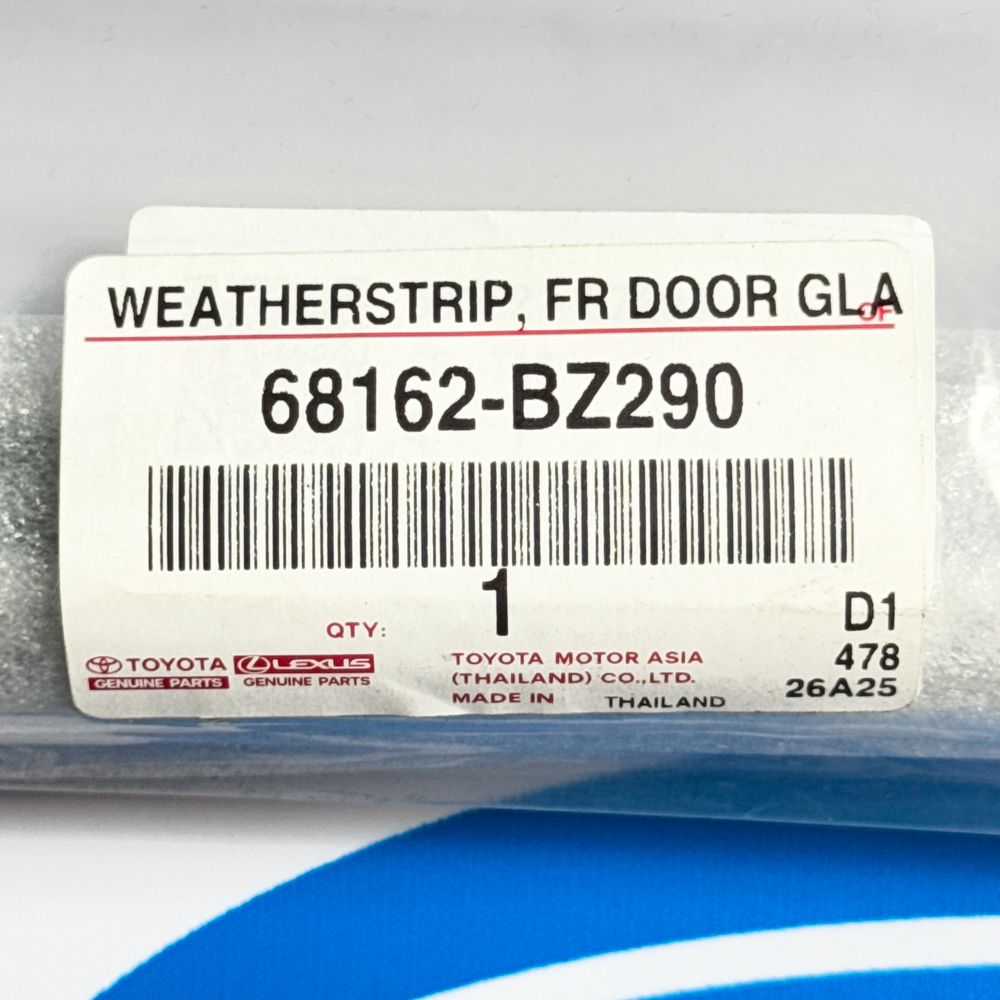 WEATHERSTRIP, FR DOOR GLA
OF
68162-BZ290
1
QTY:
D1
TOYOTA
GENUINE PARTS
LEXUS
GENUINE PARTS
TOYOTA MOTOR ASIA
(THAILAND) CO.,LTD.
MADE IN THAILAND
478
26A25